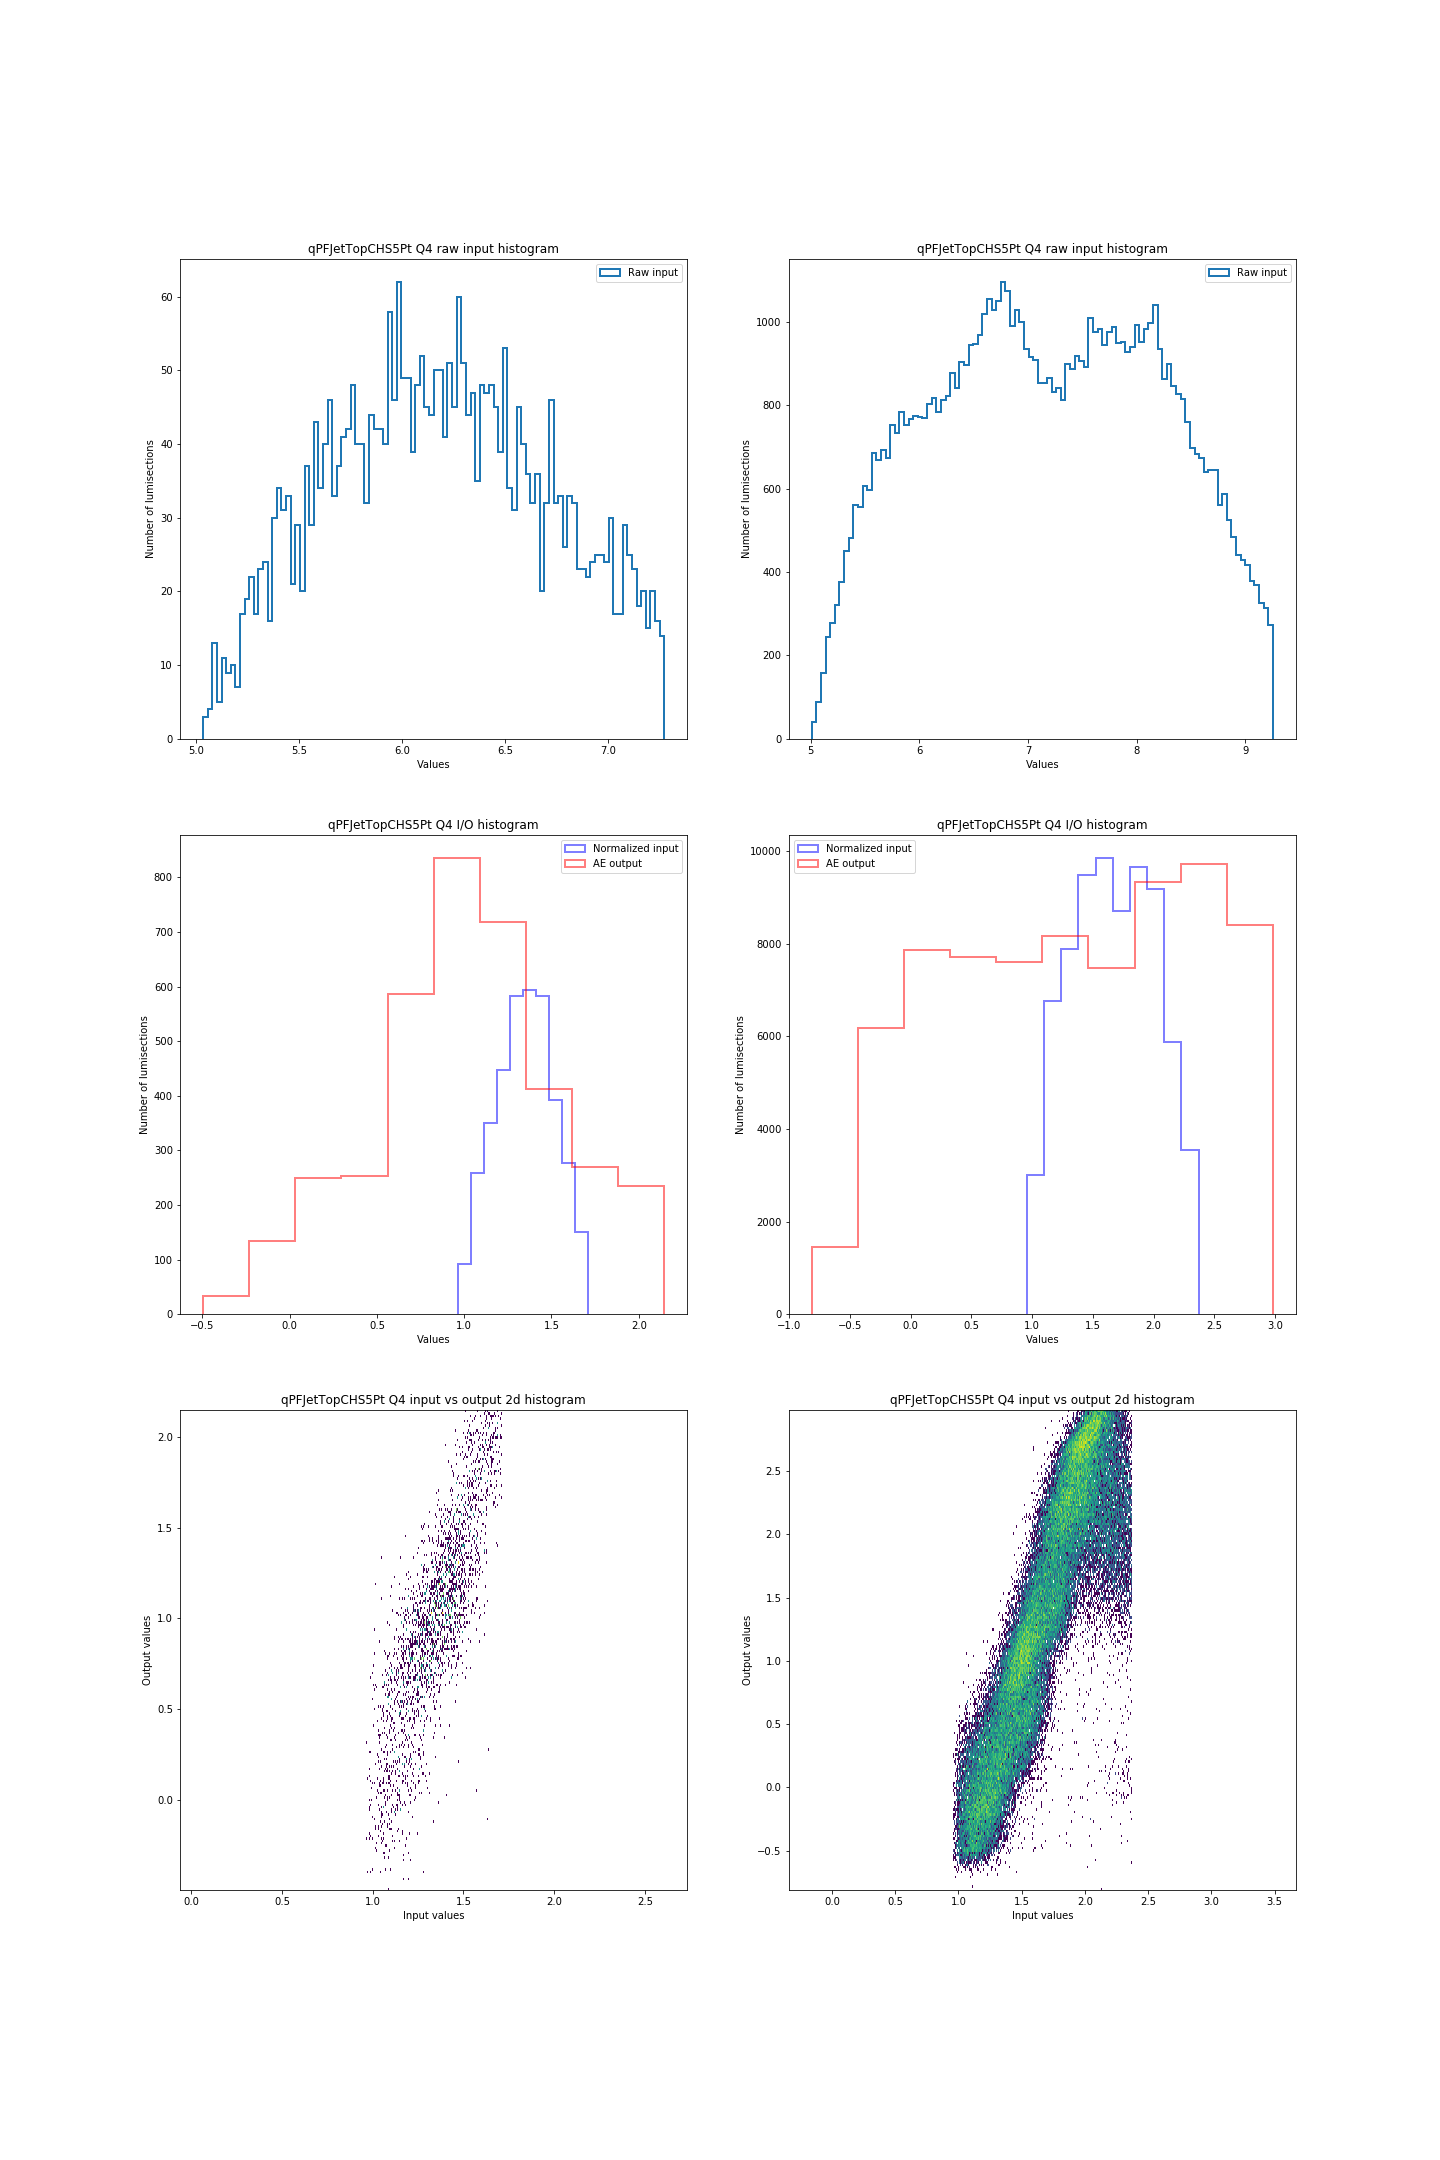 qPFJetTopCHS5Pt Q4 raw input histogram
Raw input
60
50
40
30
20
10
0
Number of lumisections
5.0 5.5 6.0 6.5 7.0
Values
qPFJetTopCHS5Pt Q4 raw input histogram
Raw input
1000
800
600
400
200
0
Number of lumisections
5 6 7 8 9
Values
qPFJetTopCHS5Pt Q4 I/O histogram
Normalized input
AE output
800
700
600
500
400
300
200
100
0
Number of lumisections
−0.5 0.0 0.5 1.0 1.5 2.0
Values
qPFJetTopCHS5Pt Q4 I/O histogram
Normalized input
AE output
10000
8000
6000
4000
2000
0
Number of lumisections
−1.0 −0.5 0.0 0.5 1.0 1.5 2.0 2.5 3.0
Values
qPFJetTopCHS5Pt Q4 input vs output 2d histogram
2.0
1.5
1.0
0.5
0.0
Output values
0.0 0.5 1.0 1.5 2.0 2.5
Input values
qPFJetTopCHS5Pt Q4 input vs output 2d histogram
2.5
2.0
1.5
1.0
0.5
0.0
−0.5
Output values
0.0 0.5 1.0 1.5 2.0 2.5 3.0 3.5
Input values